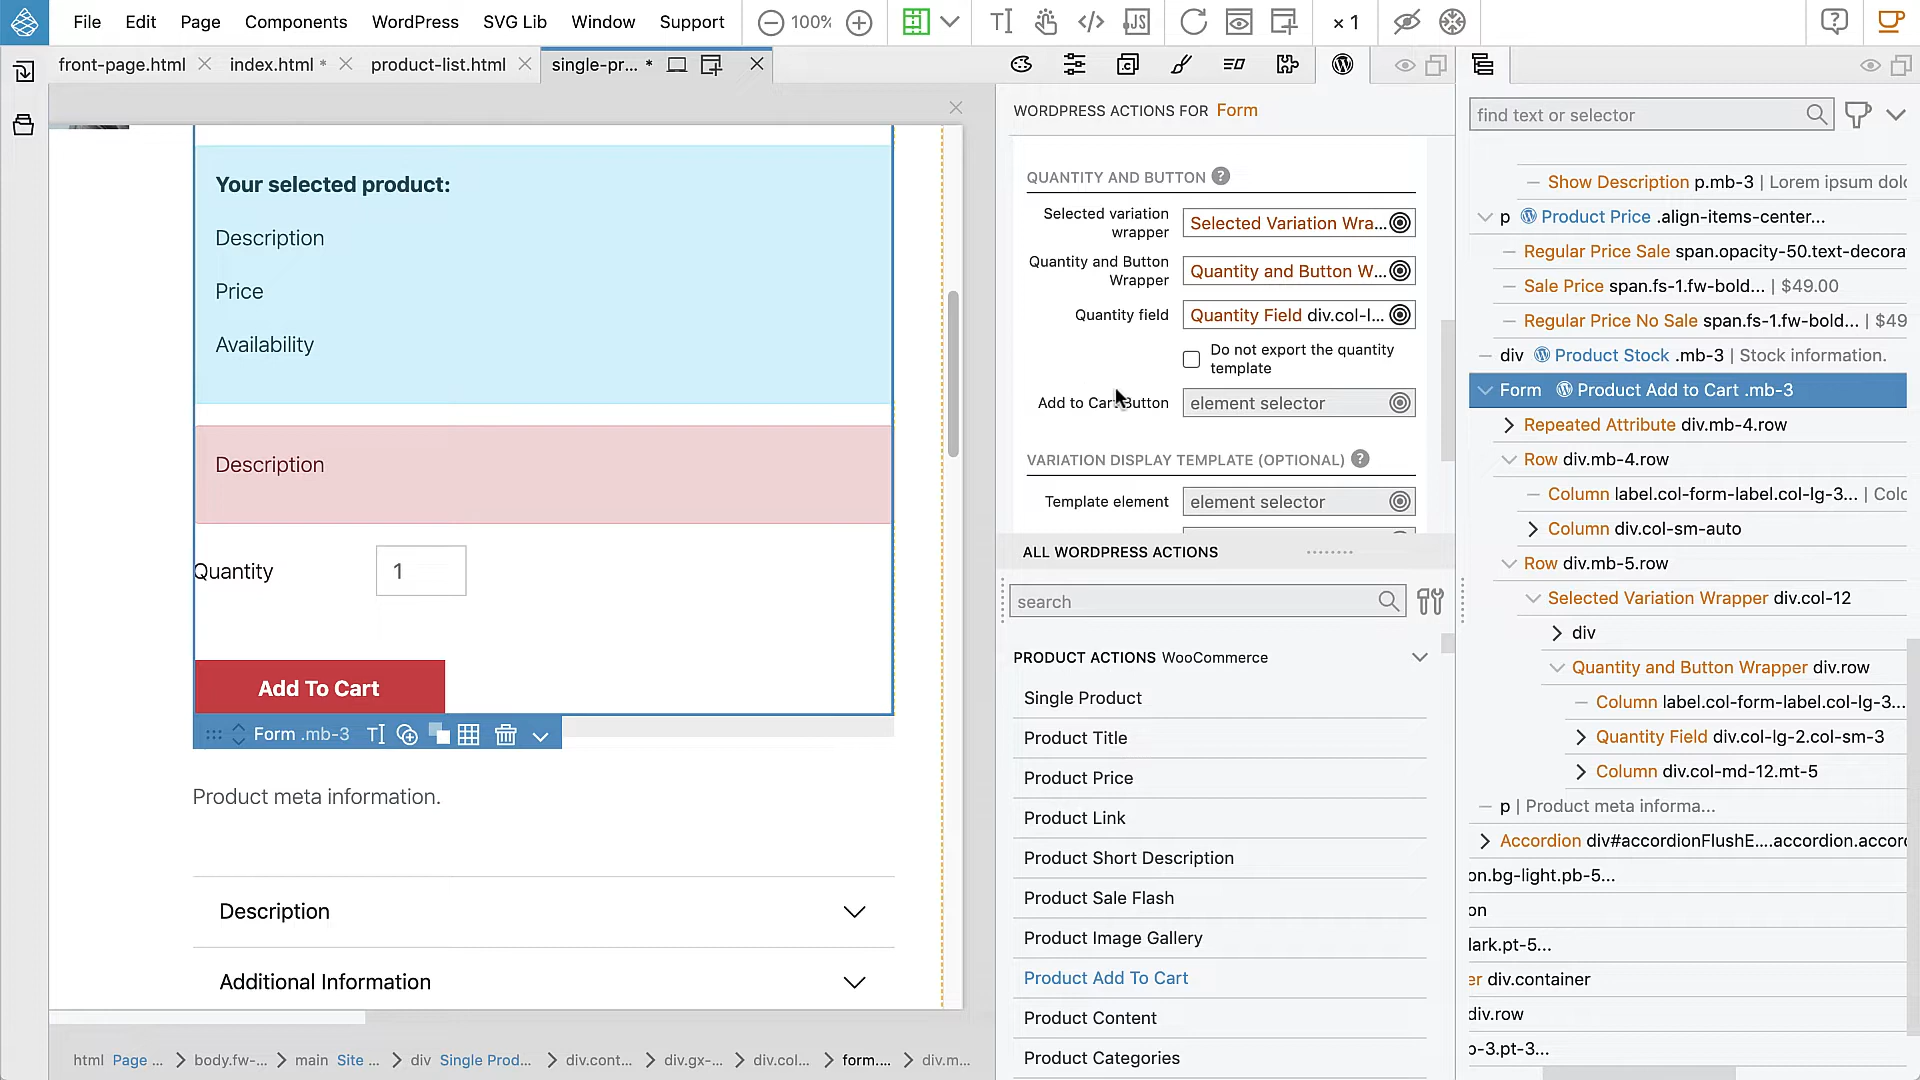 File Edit Page Components WordPress SVG Lib Window Support 100% JS × 1
front-page.html index.html * product-list.html single-pr... *
Your selected product:
Description
Price
Availability
Description
Quantity 1
Add To Cart
Form .mb-3
Product meta information.
Description
Additional Information
html Page ... body.fw-... main Site ... div Single Prod... div.cont... div.gx-... div.col... form.... div.m...
WORDPRESS ACTIONS FOR Form
QUANTITY AND BUTTON ?
Selected variation
wrapper
Selected Variation Wra...
Quantity and Button
Wrapper
Quantity and Button W...
Quantity field Quantity Field div.col-l...
Do not export the quantity
template
Add to Cart Button element selector
VARIATION DISPLAY TEMPLATE (OPTIONAL) ?
Template element element selector
ALL WORDPRESS ACTIONS
search
PRODUCT ACTIONS WooCommerce
Single Product
Product Title
Product Price
Product Link
Product Short Description
Product Sale Flash
Product Image Gallery
Product Add To Cart
Product Content
Product Categories
find text or selector
Show Description p.mb-3 | Lorem ipsum dolo
p Product Price .align-items-center...
Regular Price Sale span.opacity-50.text-decora
Sale Price span.fs-1.fw-bold... | $49.00
Regular Price No Sale span.fs-1.fw-bold... | $49
div Product Stock .mb-3 | Stock information.
Form Product Add to Cart .mb-3
Repeated Attribute div.mb-4.row
Row div.mb-4.row
Column label.col-form-label.col-lg-3... | Colo
Column div.col-sm-auto
Row div.mb-5.row
Selected Variation Wrapper div.col-12
div
Quantity and Button Wrapper div.row
Column label.col-form-label.col-lg-3...
Quantity Field div.col-lg-2.col-sm-3
Column div.col-md-12.mt-5
p | Product meta informa...
Accordion div#accordionFlushE....accordion.accor
on.bg-light.pb-5...
on
lark.pt-5...
er div.container
div.row
o-3.pt-3...